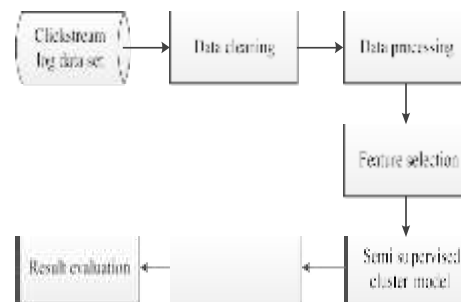 Clickstream
log data set
Data cleaning
Data processing
Feature selection
Semi supervised
cluster model
Result evaluation